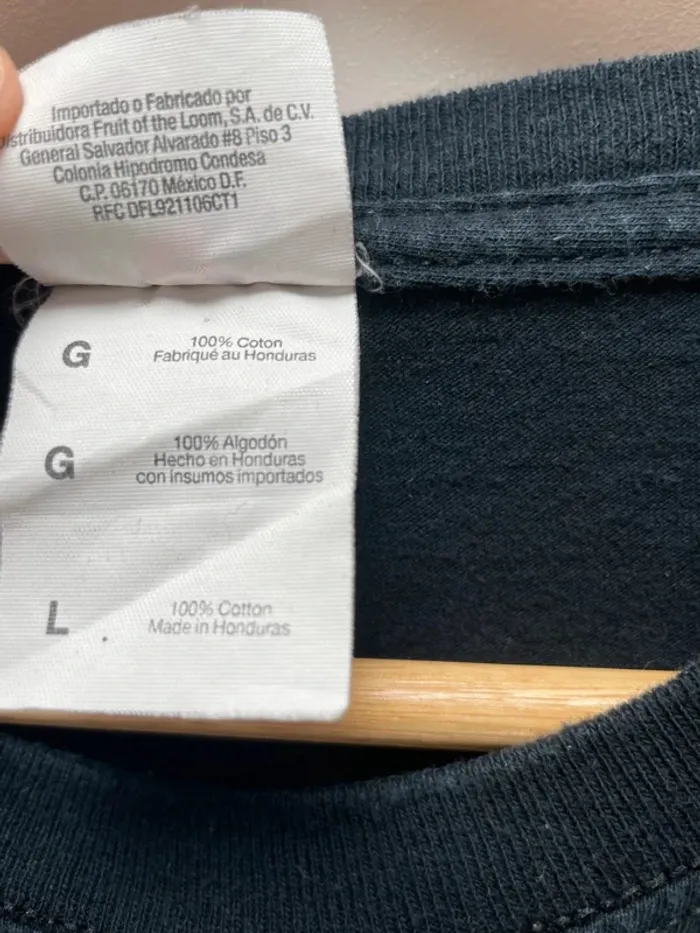 Importado o Fabricado por
istribuidora Fruit of the Loom, S.A. de C.V.
General Salvador Alvarado #8 Piso 3
Colonia Hipodromo Condesa
C.P. 06170 México D.F.
RFC DFL921106CT1
G
100% Coton
Fabriqué au Honduras
G
100% Algodón
Hecho en Honduras
con insumos importados
L
100% Cotton
Made in Honduras